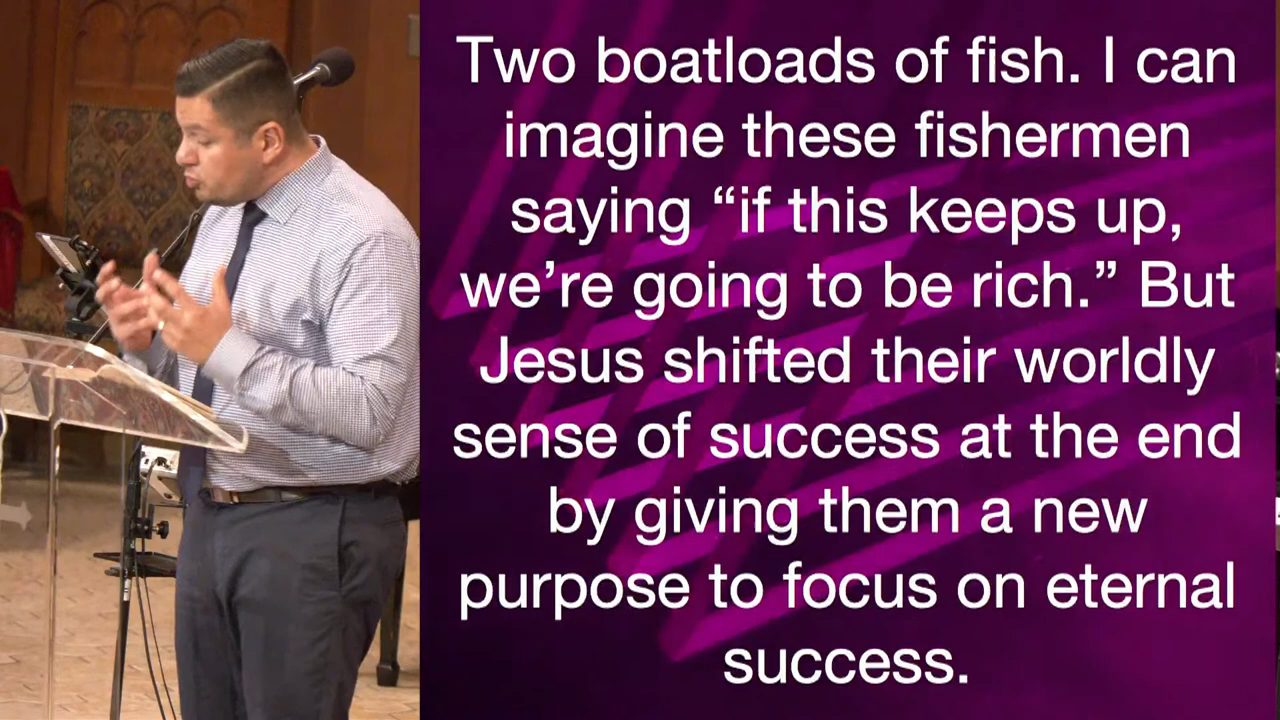 Two boatloads of fish. I can
imagine these fishermen
saying “if this keeps up,
we’re going to be rich.” But
Jesus shifted their worldly
sense of success at the end
by giving them a new
purpose to focus on eternal
success.